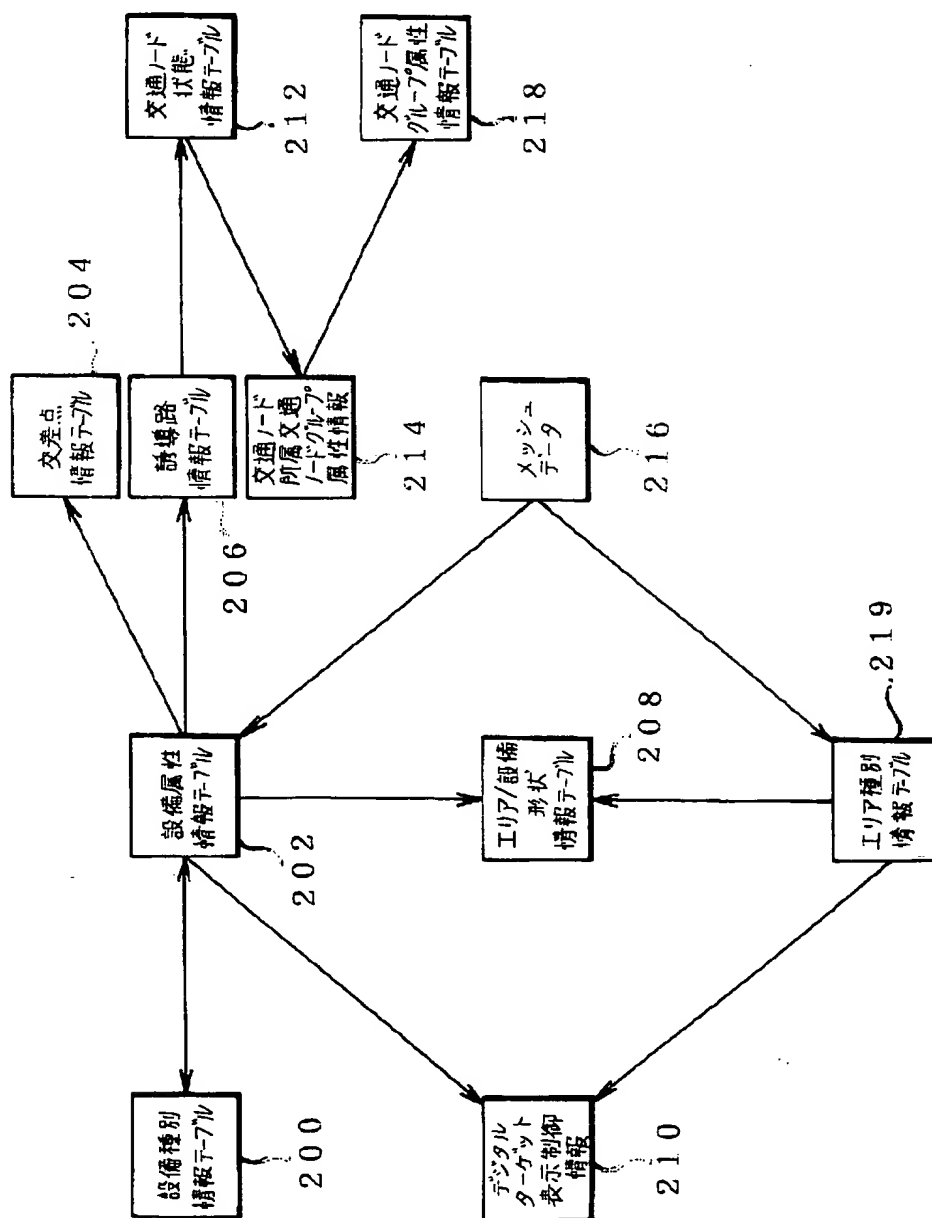 設備種別
情報テーブル
200
設備属性
情報テーブル
202
交差点
情報テーブル
204
誘導路
情報テーブル
206
交通ノード
状態
情報テーブル
212
デジタル
ターゲット
表示制御
情報
210
エリア/設備
形状
情報テーブル
208
メッシュ
データ
216
交通ノード
所属交通
ノードグループ
属性情報
214
交通ノード
グループ属性
情報テーブル
218
エリア種別
情報テーブル
219